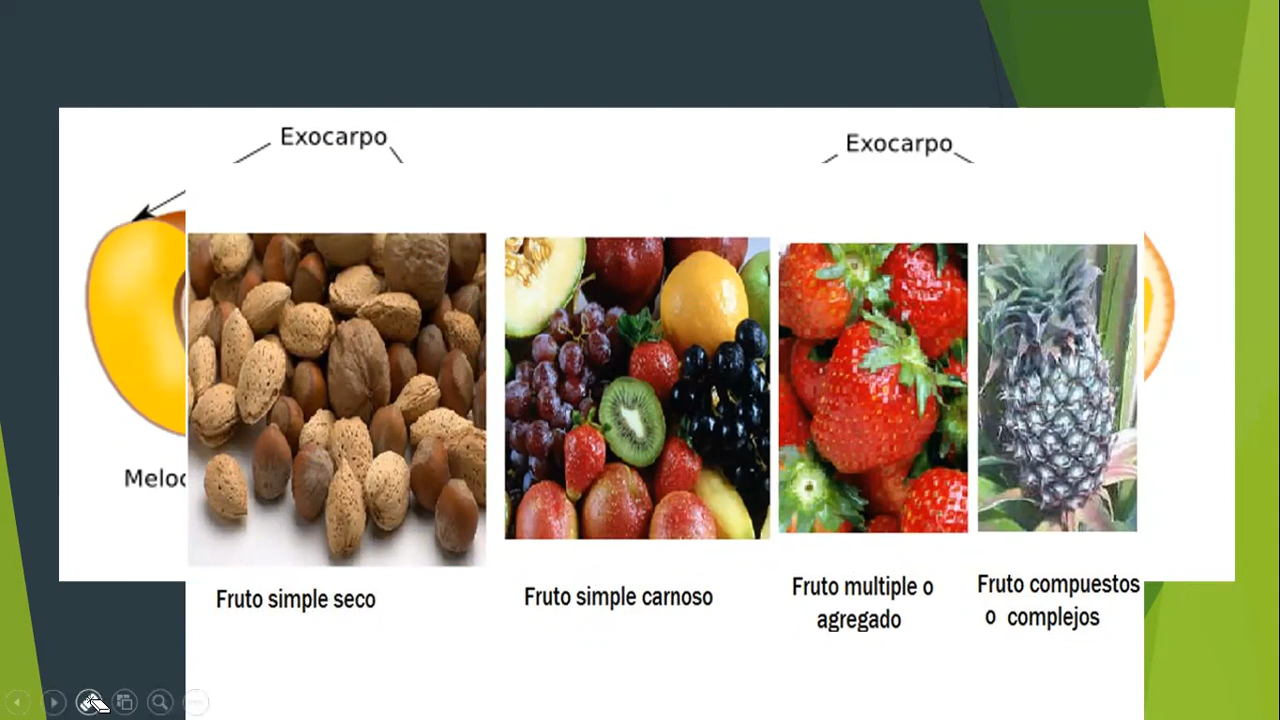 Exocarpo
Exocarpo
Meloc
Fruto simple seco
Fruto simple carnoso
Fruto multiple o
agregado
Fruto compuestos
o complejos